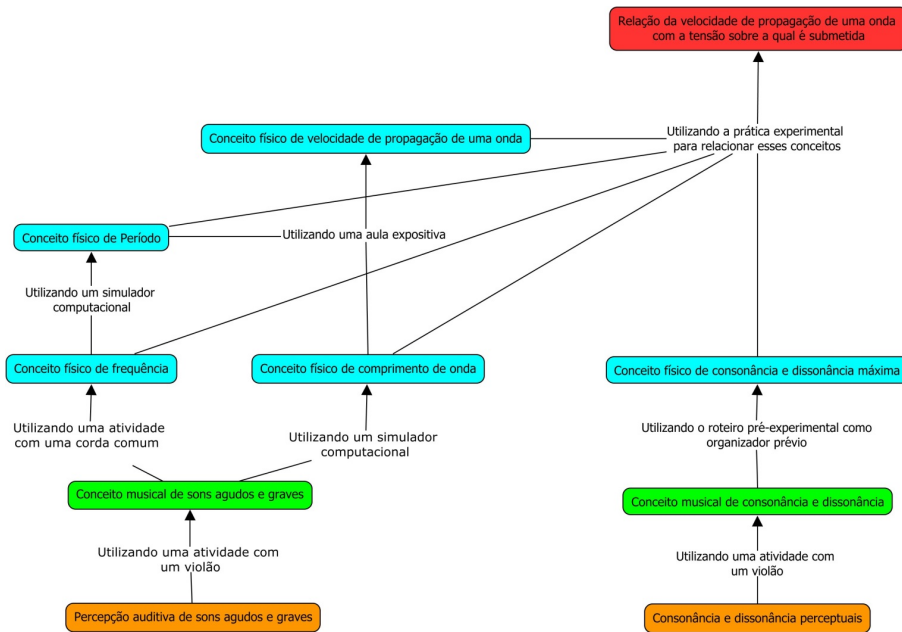 Relação da velocidade de propagação de uma onda
com a tensão sobre a qual é submetida
Conceito físico de velocidade de propagação de uma onda
Utilizando a prática experimental
para relacionar esses conceitos
Conceito físico de Período
Utilizando uma aula expositiva
Utilizando um simulador
computacional
Conceito físico de frequência
Conceito físico de comprimento de onda
Conceito físico de consonância e dissonância máxima
Utilizando uma atividade
com uma corda comum
Utilizando um simulador
computacional
Utilizando o roteiro pré-experimental como
organizador prévio
Conceito musical de sons agudos e graves
Conceito musical de consonância e dissonância
Utilizando uma atividade com
um violão
Utilizando uma atividade com
um violão
Percepção auditiva de sons agudos e graves
Consonância e dissonância perceptuais